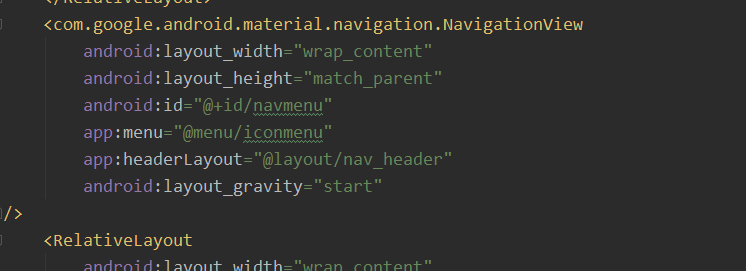 </RelativeLayout>
<com.google.android.material.navigation.NavigationView
android:layout_width="wrap_content"
android:layout_height="match_parent"
android:id="@+id/navmenu"
app:menu="@menu/iconmenu"
app:headerLayout="@layout/nav_header"
android:layout_gravity="start"
/>
<RelativeLayout
android:layout_width="wrap_content"